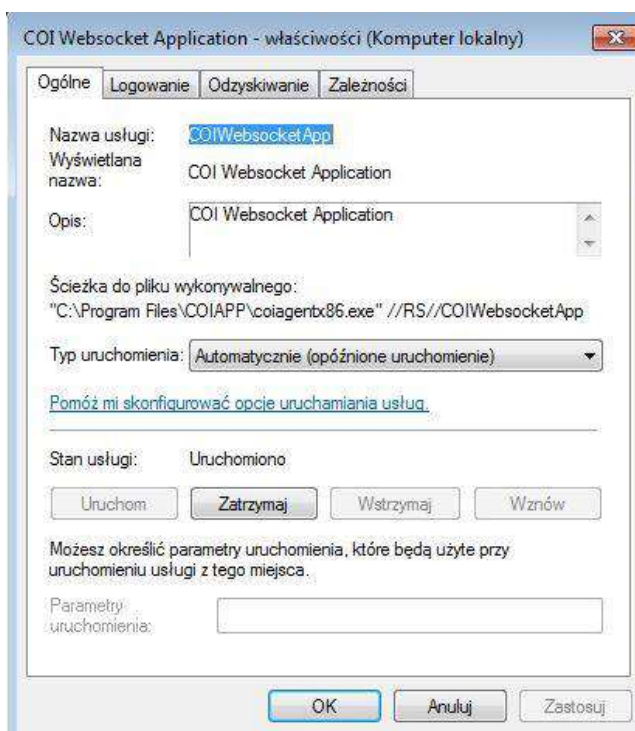 COI Websocket Application - właściwości (Komputer lokalny)
Ogólne Logowanie Odzyskiwanie Zależności
Nazwa usługi: COIWebsocketApp
Wyświetlana
nazwa: COI Websocket Application
Opis: COI Websocket Application
Ścieżka do pliku wykonywalnego:
"C:\Program Files\COIAPP\coiagentx86.exe" //RS//COIWebsocketApp
Typ uruchomienia: Automatycznie (opóźnione uruchomienie)
Pomóż mi skonfigurować opcje uruchamiania usług.
Stan usługi: Uruchomiono
Uruchom Zatrzymaj Wstrzymaj Wznów
Możesz określić parametry uruchomienia, które będą użyte przy
uruchomieniu usługi z tego miejsca.
Parametry
uruchomienia:
OK Anuluj Zastosuj